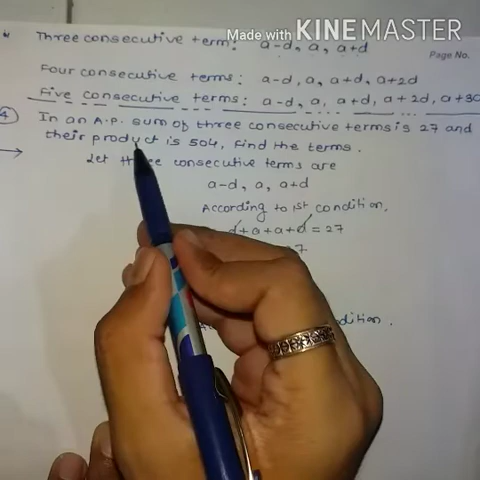 Made with KINEMASTER
Three consecutive term: a-d, a, a+d
Page No.
Four consecutive terms: a-d, a, a+d, a+2d
Five consecutive terms: a-d, a, a+d, a+2d, a+3d
4
In an A.P. sum of three consecutive terms is 27 and
their product is 504, find the terms.
Let three consecutive terms are
a-d, a, a+d
According to 1st condition,
d+a+a+d = 27
7
dition.